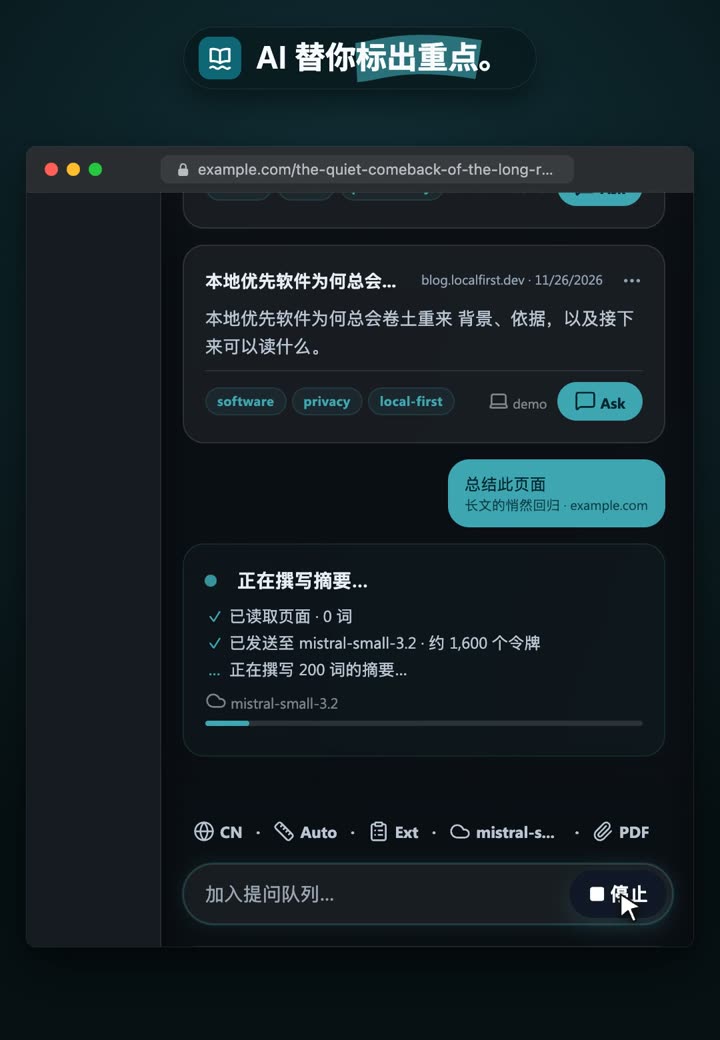 AI 替你标出重点。
example.com/the-quiet-comeback-of-the-long-r...
本地优先软件为何总会... blog.localfirst.dev · 11/26/2026 ...
本地优先软件为何总会卷土重来 背景、依据，以及接下
来可以读什么。
software privacy local-first demo Ask
总结此页面
长文的悄然回归 · example.com
正在撰写摘要...
✓ 已读取页面 · 0 词
✓ 已发送至 mistral-small-3.2 · 约 1,600 个令牌
... 正在撰写 200 词的摘要...
mistral-small-3.2
CN · Auto · Ext · mistral-s... · PDF
加入提问队列... 停止